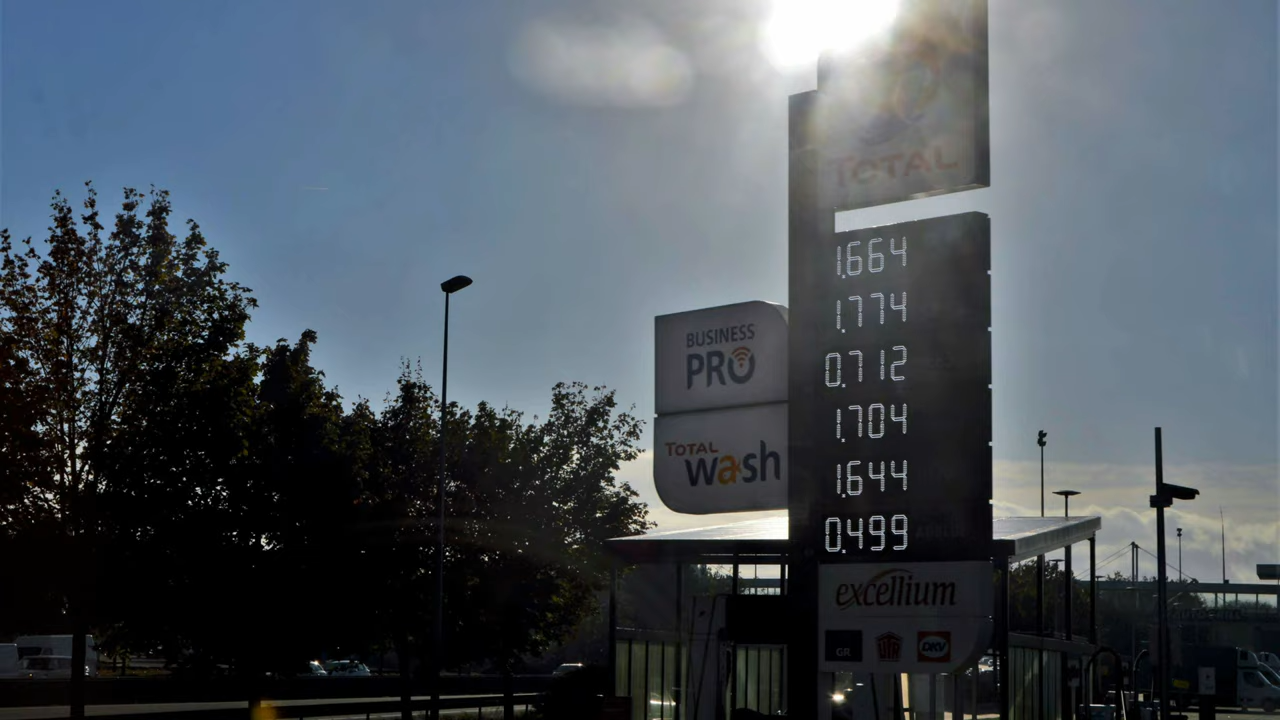 TOTAL
1.664
1.774
0.712
1.704
1.644
0.499
BUSINESS
PRO
TOTAL
wash
excellium
GR
UTA
DKV